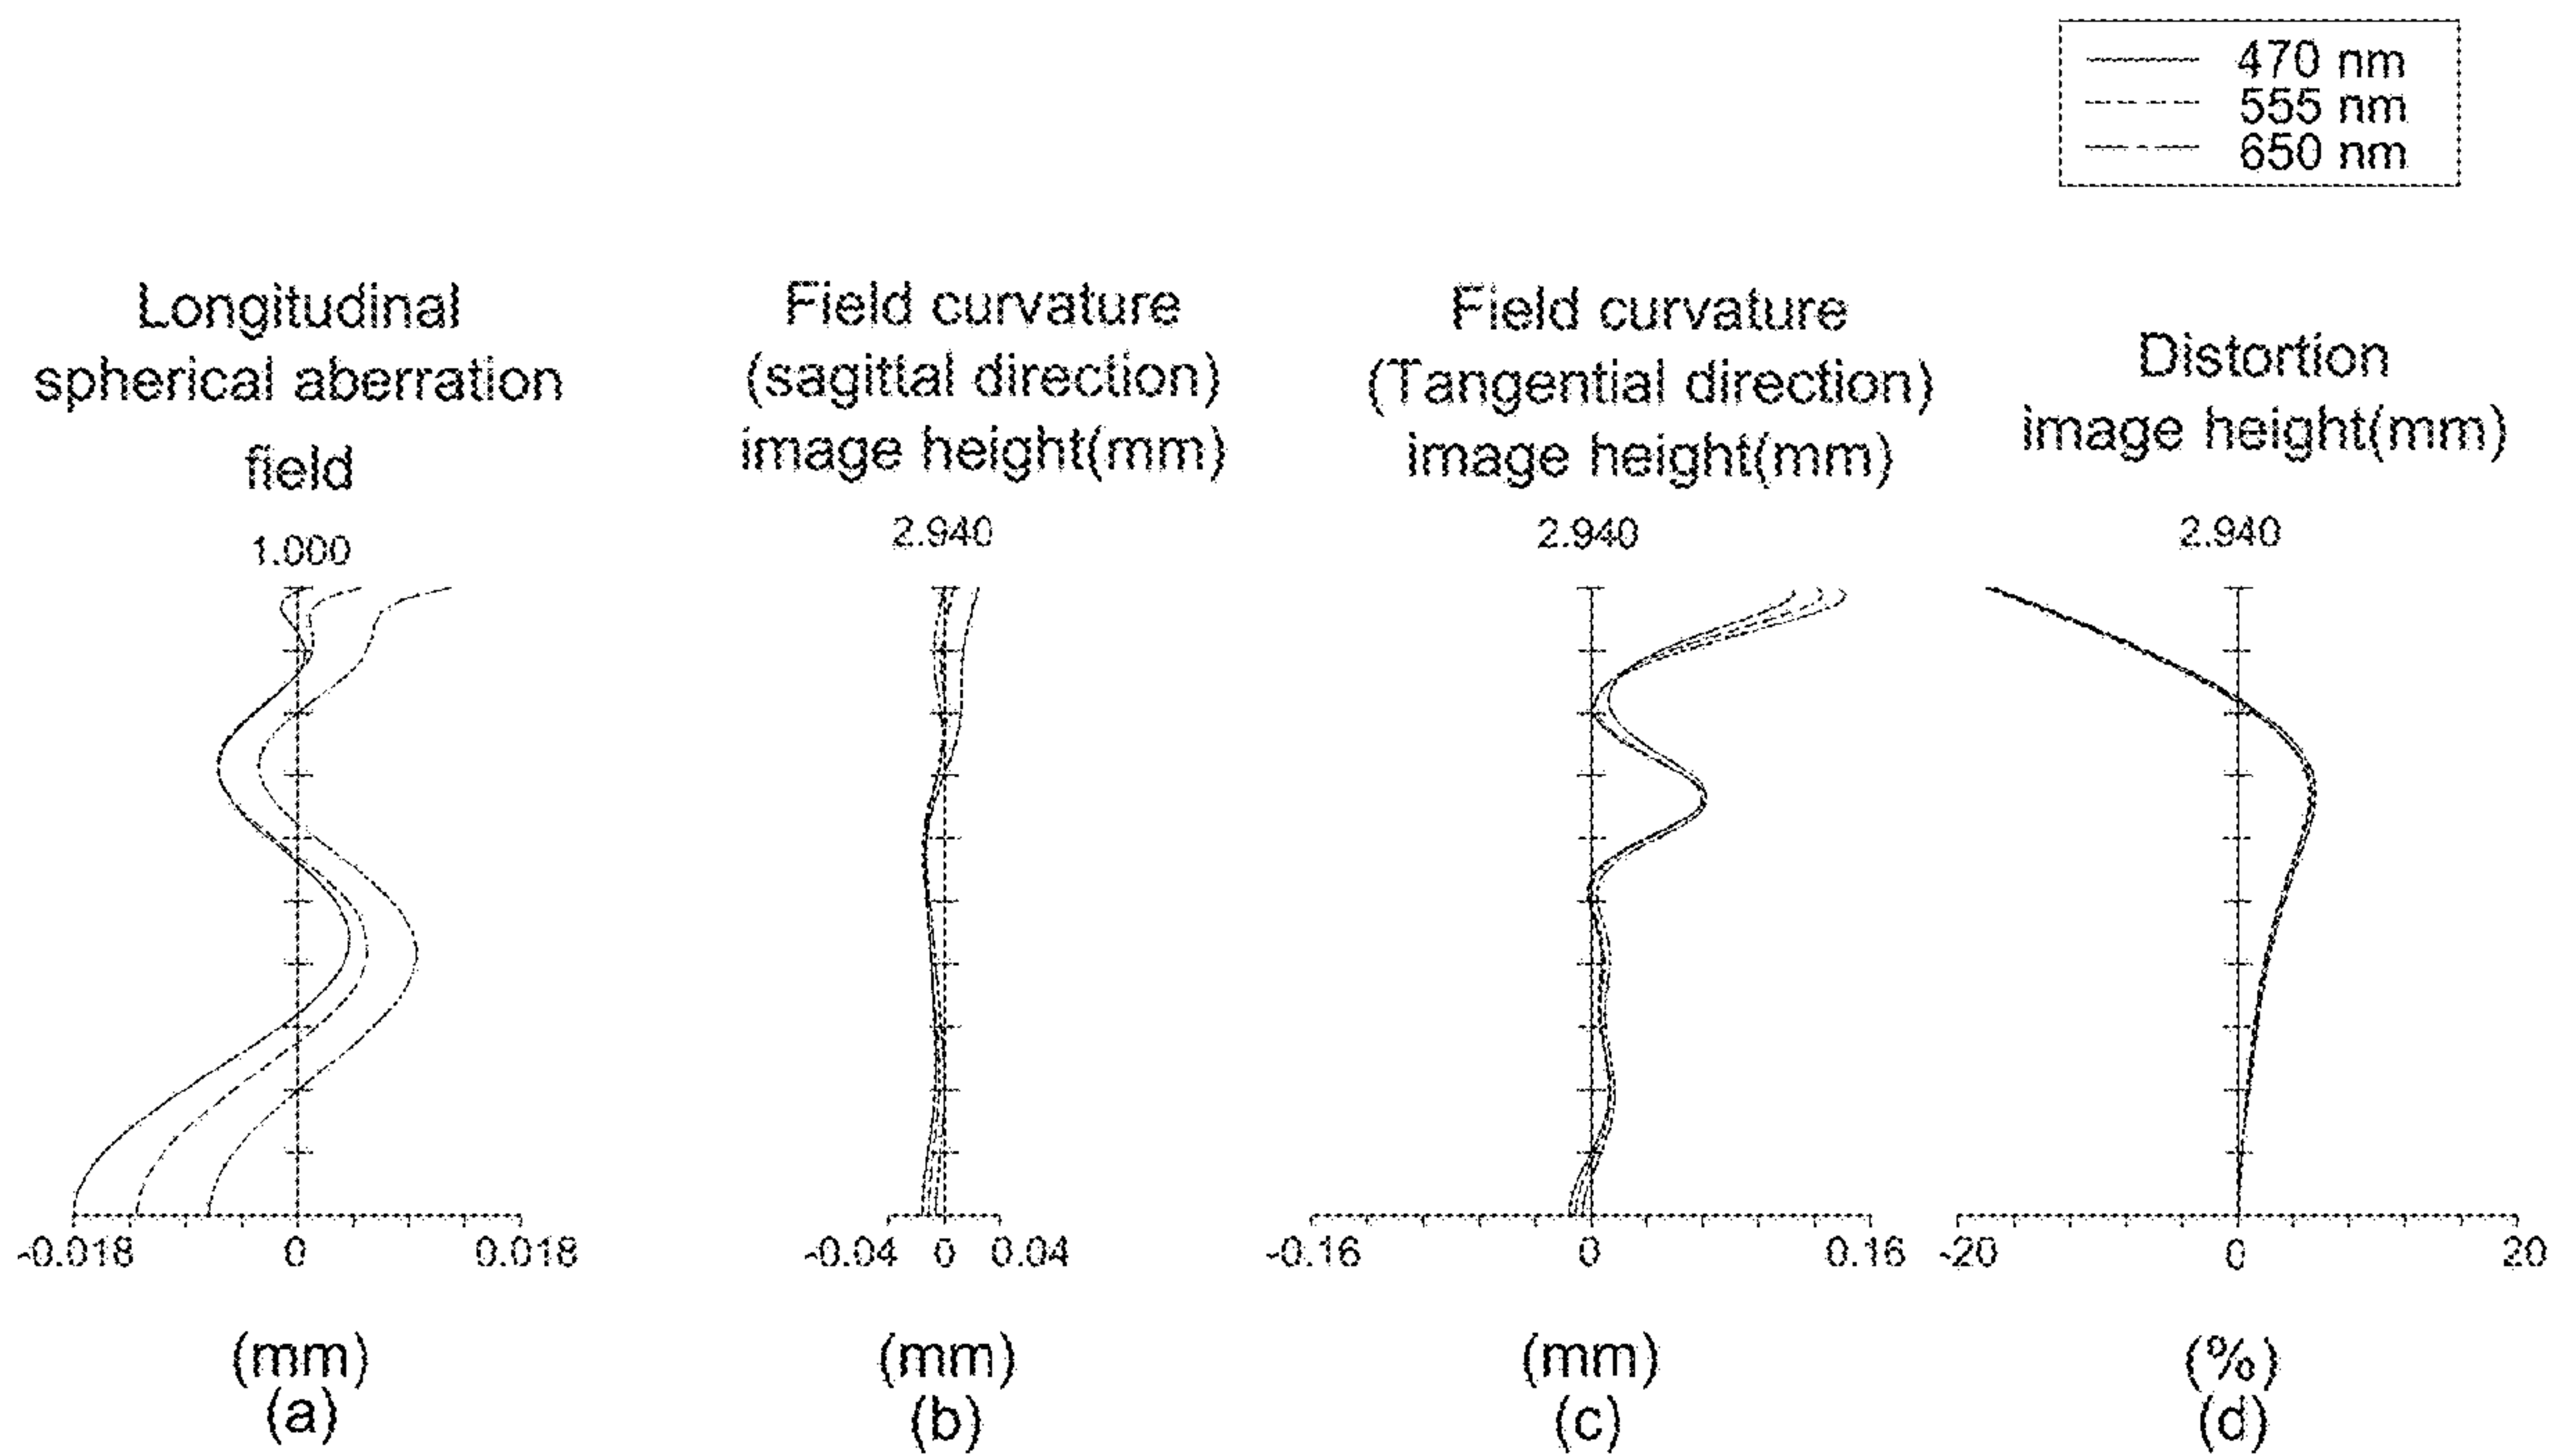 470 nm
555 nm
650 nm
Longitudinal
spherical aberration
field
1.000
-0.018 0 0.018
(mm)
(a)
Field curvature
(sagittal direction)
image height(mm)
2.940
-0.04 0 0.04
(mm)
(b)
Field curvature
(Tangential direction)
image height(mm)
2.940
-0.16 0 0.16
(mm)
(c)
Distortion
image height(mm)
2.940
-20 0 20
(%)
(d)